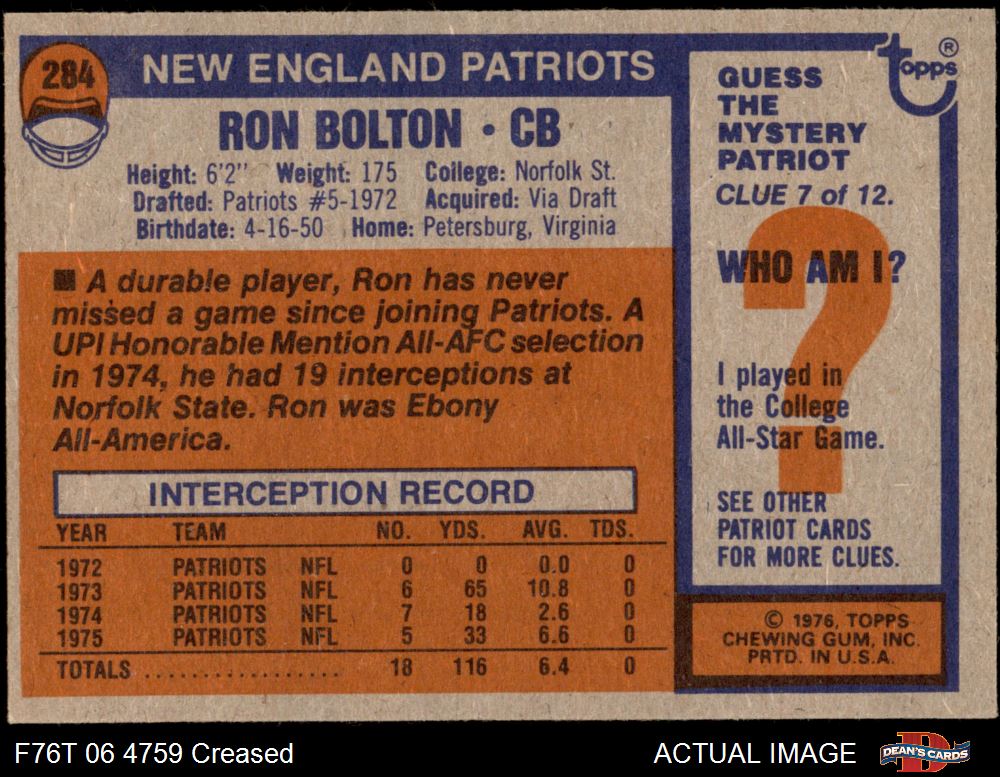 284
NEW ENGLAND PATRIOTS
RON BOLTON • CB
Height: 6'2" Weight: 175 College: Norfolk St.
Drafted: Patriots #5-1972 Acquired: Via Draft
Birthdate: 4-16-50 Home: Petersburg, Virginia
■ A durable player, Ron has never
missed a game since joining Patriots. A
UPI Honorable Mention All-AFC selection
in 1974, he had 19 interceptions at
Norfolk State. Ron was Ebony
All-America.
INTERCEPTION RECORD
YEAR TEAM NO. YDS. AVG. TDS.
1972 PATRIOTS NFL 0 0 0.0 0
1973 PATRIOTS NFL 6 65 10.8 0
1974 PATRIOTS NFL 7 18 2.6 0
1975 PATRIOTS NFL 5 33 6.6 0
TOTALS .................. 18 116 6.4 0
topps ®
GUESS
THE
MYSTERY
PATRIOT
CLUE 7 of 12.
?
WHO AM I?
I played in
the College
All-Star Game.
SEE OTHER
PATRIOT CARDS
FOR MORE CLUES.
© 1976, TOPPS
CHEWING GUM, INC.
PRTD. IN U.S.A.
F76T 06 4759 Creased
ACTUAL IMAGE
DEAN'S CARDS